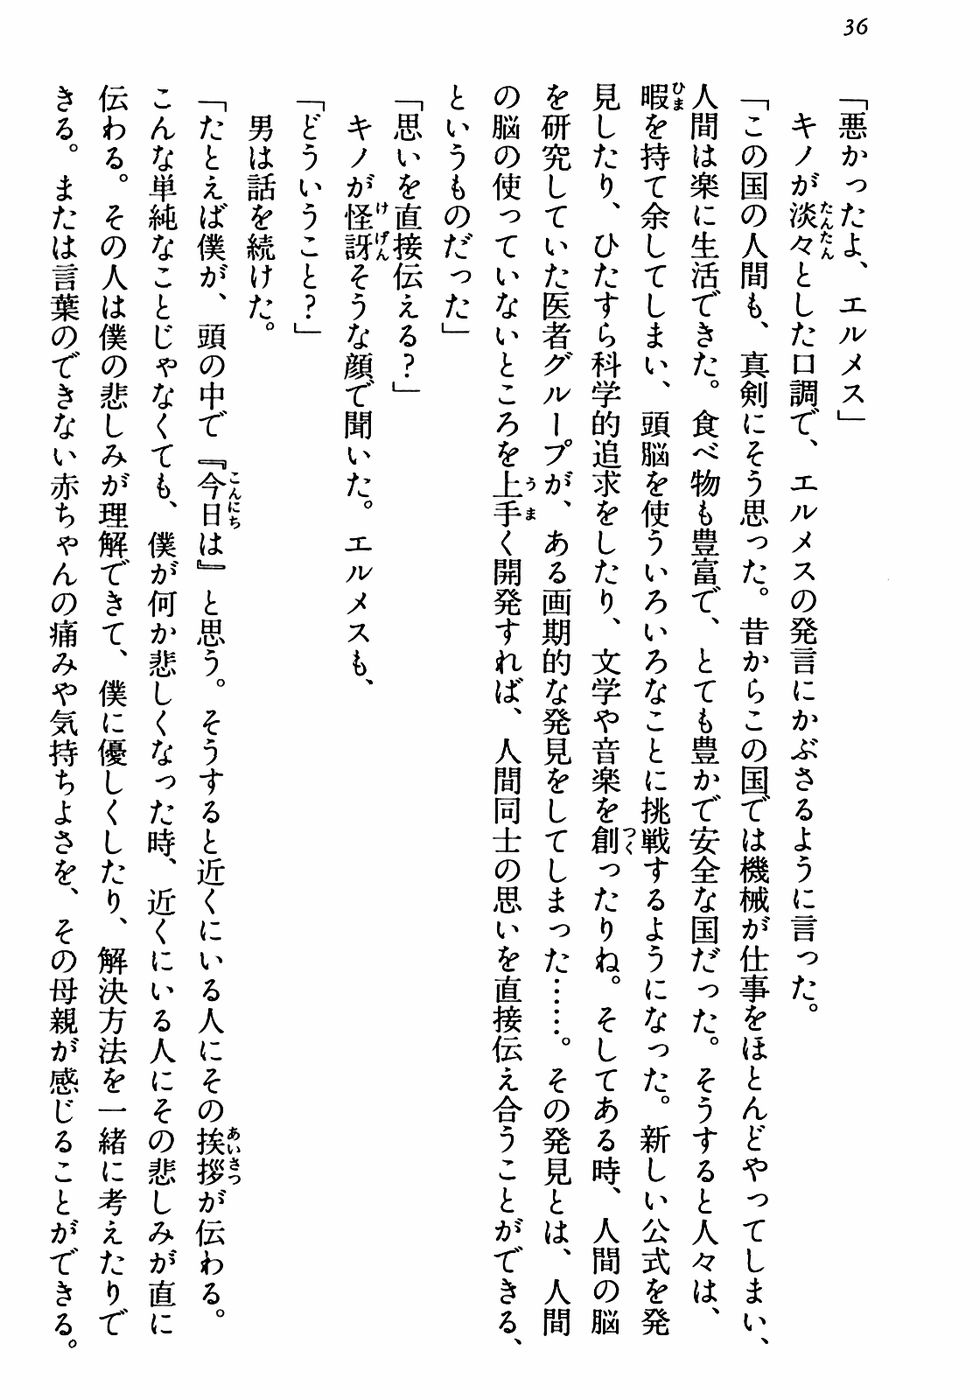 36
「悪かったよ、エルメス」
キノが淡々とした口調で、エルメスの発言にかぶさるように言った。
「この国の人間も、真剣にそう思った。昔からこの国では機械が仕事をほとんどやってしまい、
人間は楽に生活できた。食べ物も豊富で、とても豊かで安全な国だった。そうすると人々は、
暇を持て余してしまい、頭脳を使ういろいろなことに挑戦するようになった。新しい公式を発
見したり、ひたすら科学的追求をしたり、文学や音楽を創ったりね。そしてある時、人間の脳
を研究していた医者グループが、ある画期的な発見をしてしまった……。その発見とは、人間
の脳の使っていないところを上手く開発すれば、人間同士の思いを直接伝え合うことができる、
というものだった」
「思いを直接伝える？」
キノが怪訝そうな顔で聞いた。エルメスも、
「どういうこと？」
男は話を続けた。
「たとえば僕が、頭の中で『今日は』と思う。そうすると近くにいる人にその挨拶が伝わる。
こんな単純なことじゃなくても、僕が何か悲しくなった時、近くにいる人にその悲しみが直に
伝わる。その人は僕の悲しみが理解できて、僕に優しくしたり、解決方法を一緒に考えたりで
きる。または言葉のできない赤ちゃんの痛みや気持ちよさを、その母親が感じることができる。